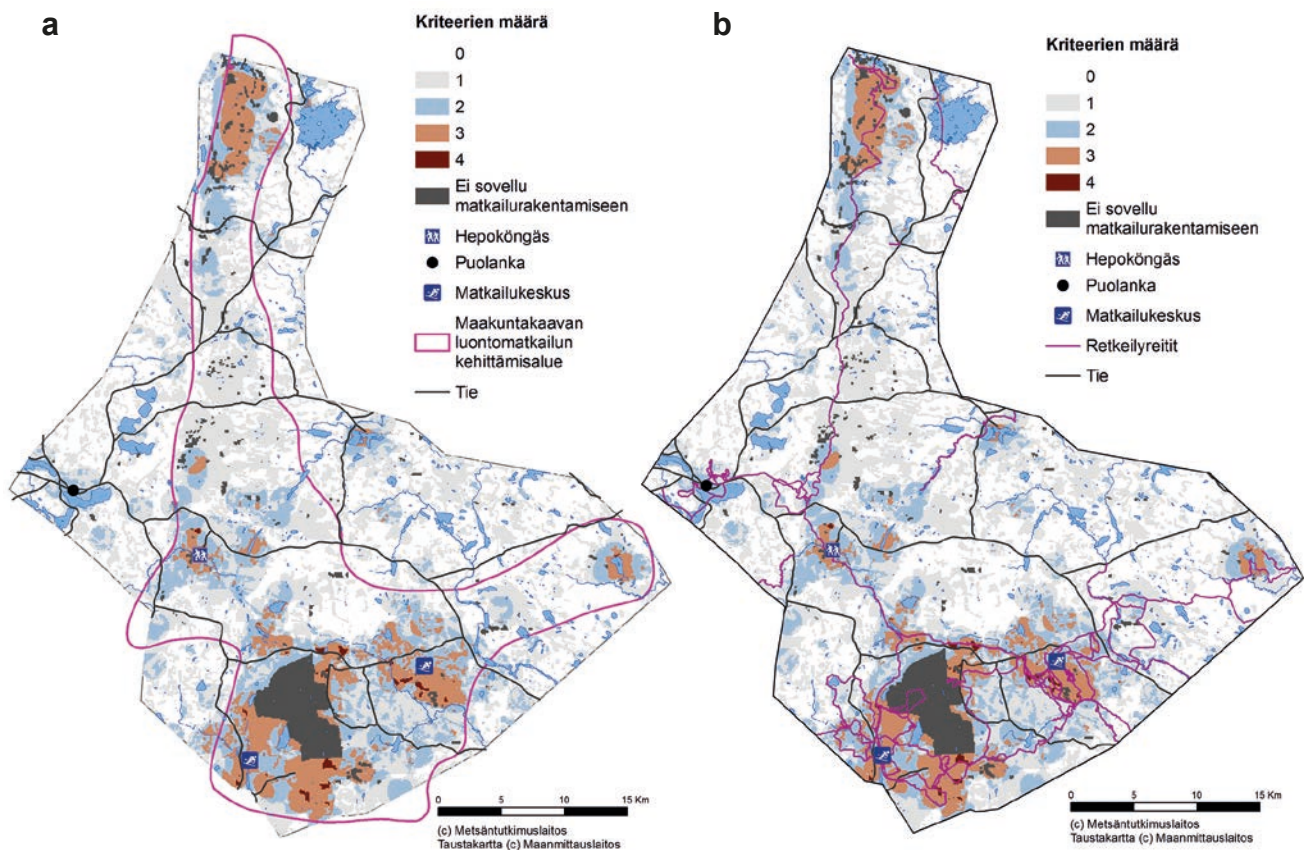 a
Kriteerien määrä
0
1
2
3
4
Ei sovellu
matkailurakentamiseen
Hepoköngäs
Puolanka
Matkailukeskus
Maakuntakaavan
luontomatkailun
kehittämisalue
Tie
0 5 10 15 Km
(c) Metsäntutkimuslaitos
Taustakartta (c) Maanmittauslaitos
b
Kriteerien määrä
0
1
2
3
4
Ei sovellu
matkailurakentamiseen
Hepoköngäs
Puolanka
Matkailukeskus
Retkeilyreitit
Tie
0 5 10 15 Km
(c) Metsäntutkimuslaitos
Taustakartta (c) Maanmittauslaitos